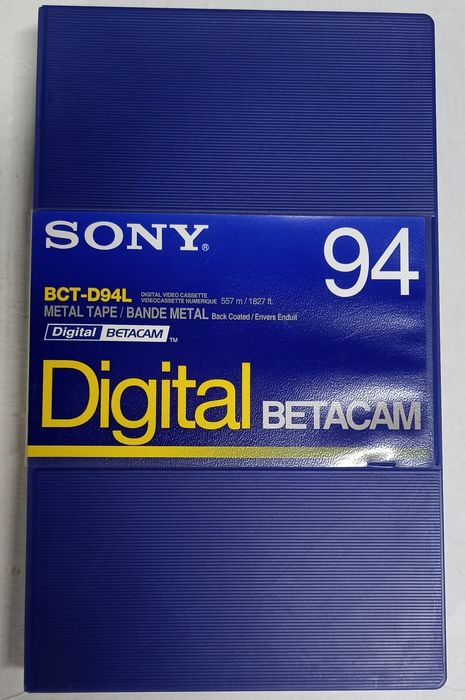 SONY®
94
BCT-D94L DIGITAL VIDEO CASSETTE
VIDEOCASSETTE NUMERIQUE 557 m / 1827 ft.
METAL TAPE / BANDE METAL Back Coated / Envers Enduit
Digital BETACAM ™
Digital BETACAM